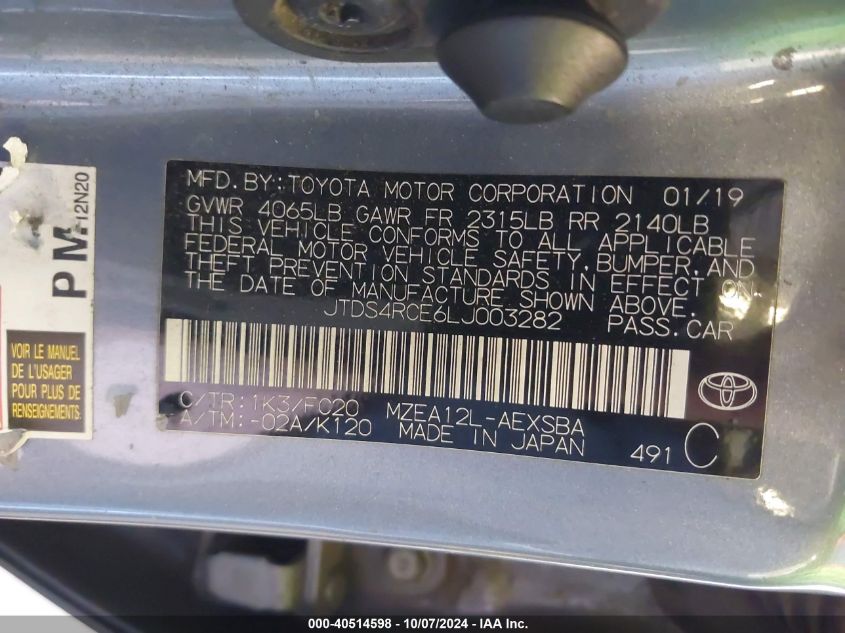 MFD. BY: TOYOTA MOTOR CORPORATION 01/19
GVWR 4065LB GAWR FR 2315LB RR 2140LB
THIS VEHICLE CONFORMS TO ALL APPLICABLE
FEDERAL MOTOR VEHICLE SAFETY, BUMPER, AND
THEFT PREVENTION STANDARDS IN EFFECT ON
THE DATE OF MANUFACTURE SHOWN ABOVE.
JTDS4RCE6LJ003282 PASS. CAR
C/TR: 1K3/FC20 MZEA12L-AEXSBA
A/TM: -02A/K120 MADE IN JAPAN
491 C
PM
-12N20
VOIR LE MANUEL
DE L'USAGER
POUR PLUS DE
RENSEIGNEMENTS.
000-40514598 - 10/07/2024 - IAAI Inc.